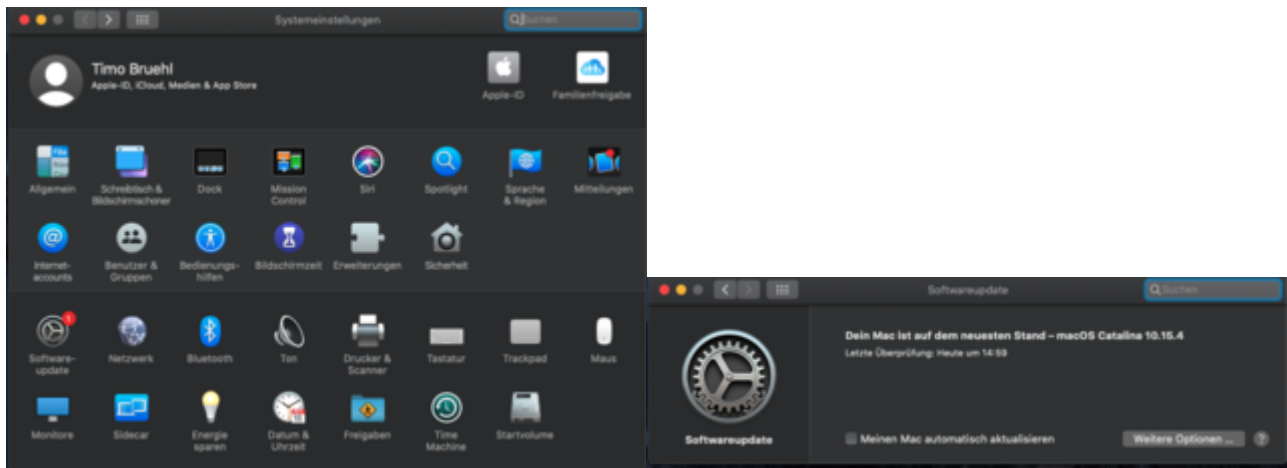 Systemeinstellungen
Suchen
Timo Bruehl
Apple-ID, iCloud, Medien & App Store
Apple-ID
Familienfreigabe
Allgemein
Schreibtisch &
Bildschirmschoner
Dock
Mission
Control
Siri
Spotlight
Sprache
& Region
Mitteilungen
Internet-
accounts
Benutzer &
Gruppen
Bedienungs-
hilfen
Bildschirmzeit
Erweiterungen
Sicherheit
1
Software-
update
Netzwerk
Bluetooth
Ton
Drucker &
Scanner
Tastatur
Trackpad
Maus
Monitore
Sidecar
Energie
sparen
Datum &
Uhrzeit
Freigaben
Time
Machine
Startvolume
Softwareupdate
Suchen
Dein Mac ist auf dem neuesten Stand – macOS Catalina 10.15.4
Letzte Überprüfung: Heute um 14:59
Softwareupdate
Meinen Mac automatisch aktualisieren
Weitere Optionen ...
?